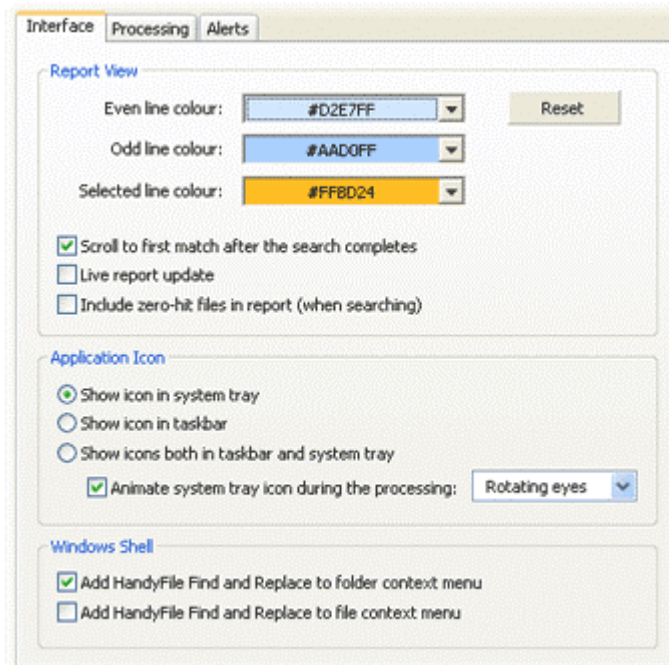 Interface Processing Alerts
Report View
Even line colour: #D2E7FF Reset
Odd line colour: #AAD0FF
Selected line colour: #FFBD24
Scroll to first match after the search completes
Live report update
Include zero-hit files in report (when searching)
Application Icon
Show icon in system tray
Show icon in taskbar
Show icons both in taskbar and system tray
Animate system tray icon during the processing: Rotating eyes
Windows Shell
Add HandyFile Find and Replace to folder context menu
Add HandyFile Find and Replace to file context menu